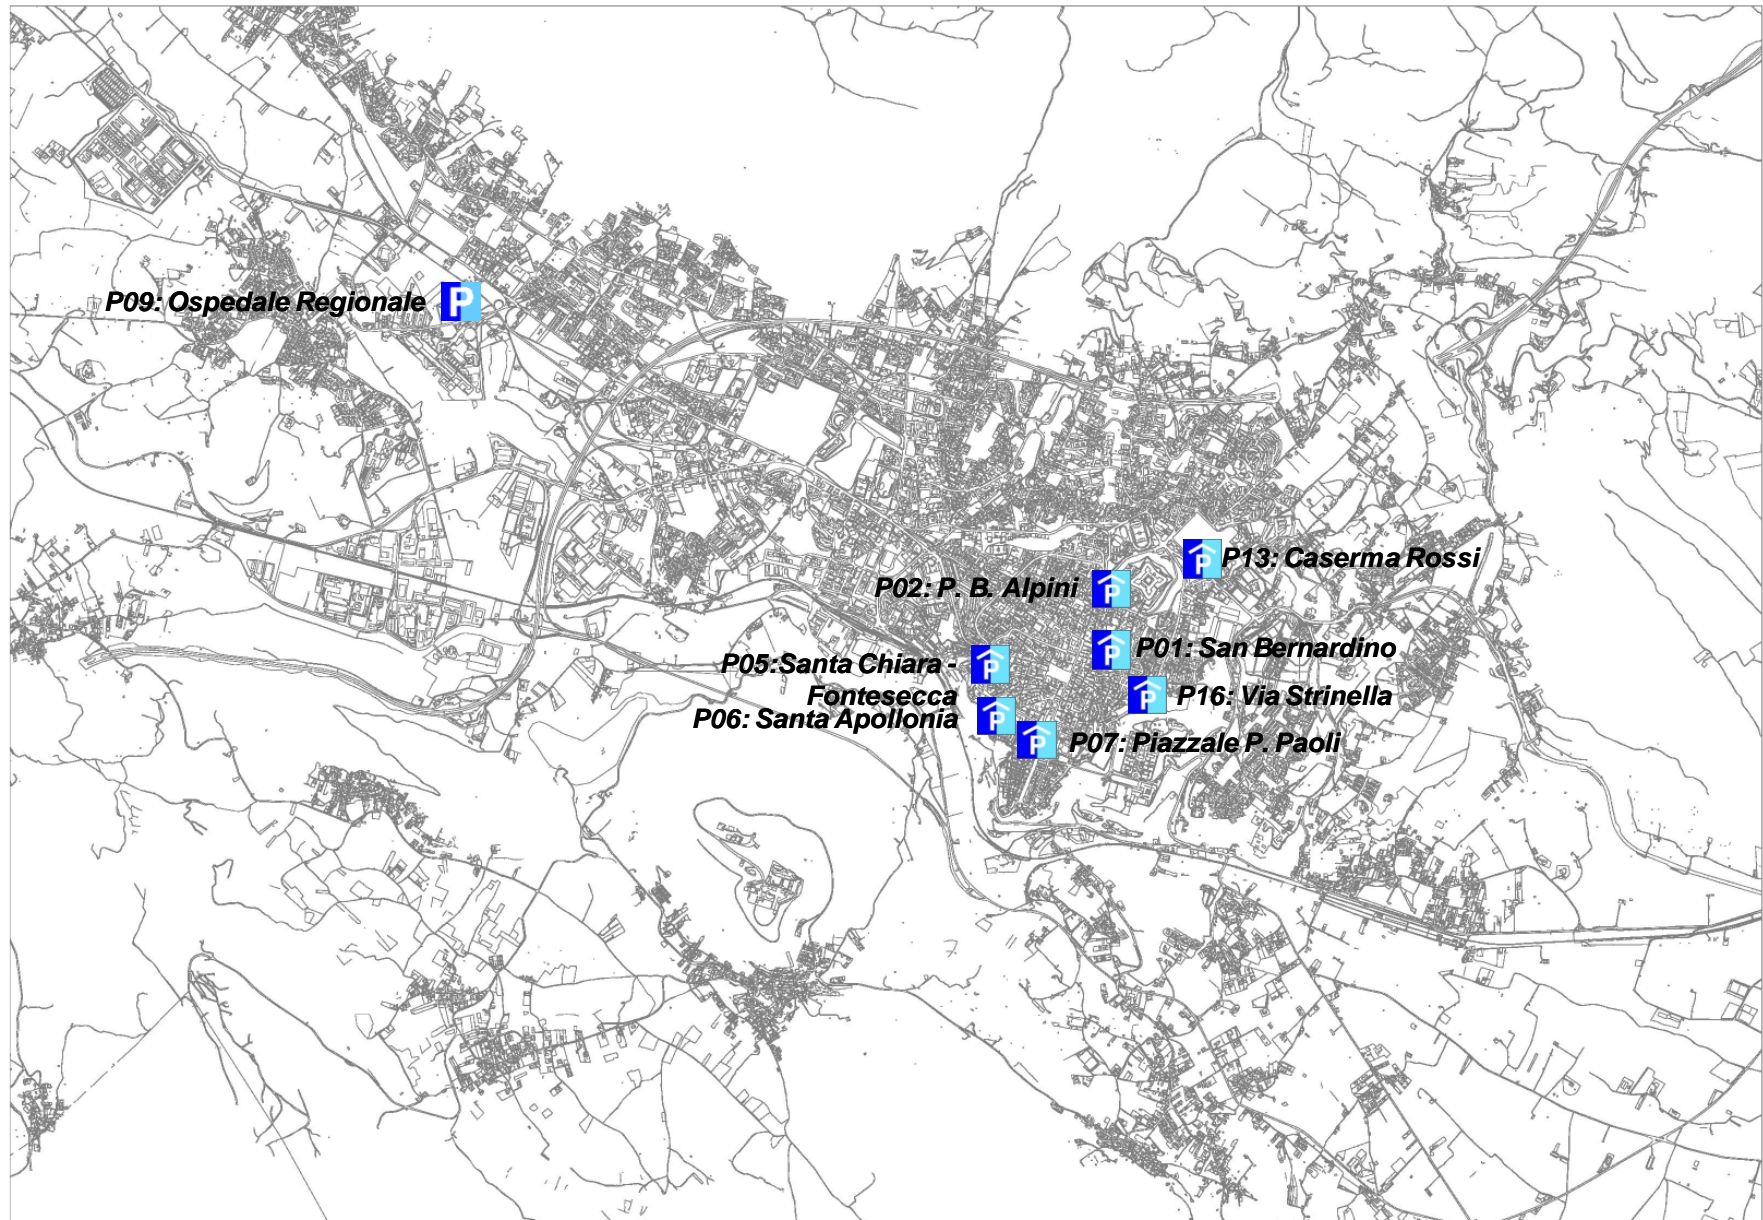 P09: Ospedale Regionale
P
P13: Caserma Rossi
P
P02: P. B. Alpini
P
P01: San Bernardino
P
P05:Santa Chiara -
Fontesecca
P
P16: Via Strinella
P
P06: Santa Apollonia
P
P07: Piazzale P. Paoli
P